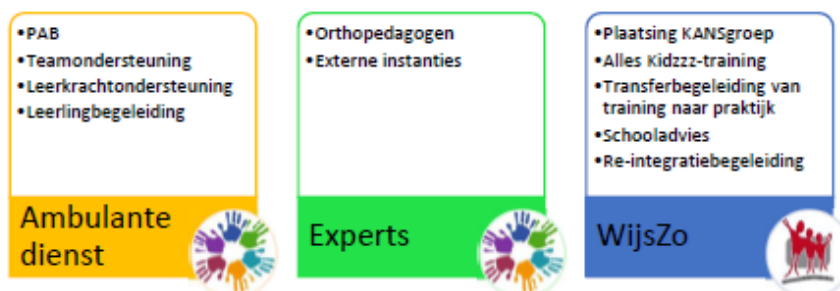 •PAB
•Teamondersteuning
•Leerkrachtondersteuning
•Leerlingbegeleiding
Ambulante
dienst
•Orthopedagogen
•Externe instanties
Experts
•Plaatsing KANSgroep
•Alles Kidzzz-training
•Transferbegeleiding van
training naar praktijk
•Schooladvies
•Re-integratiebegeleiding
WijsZo